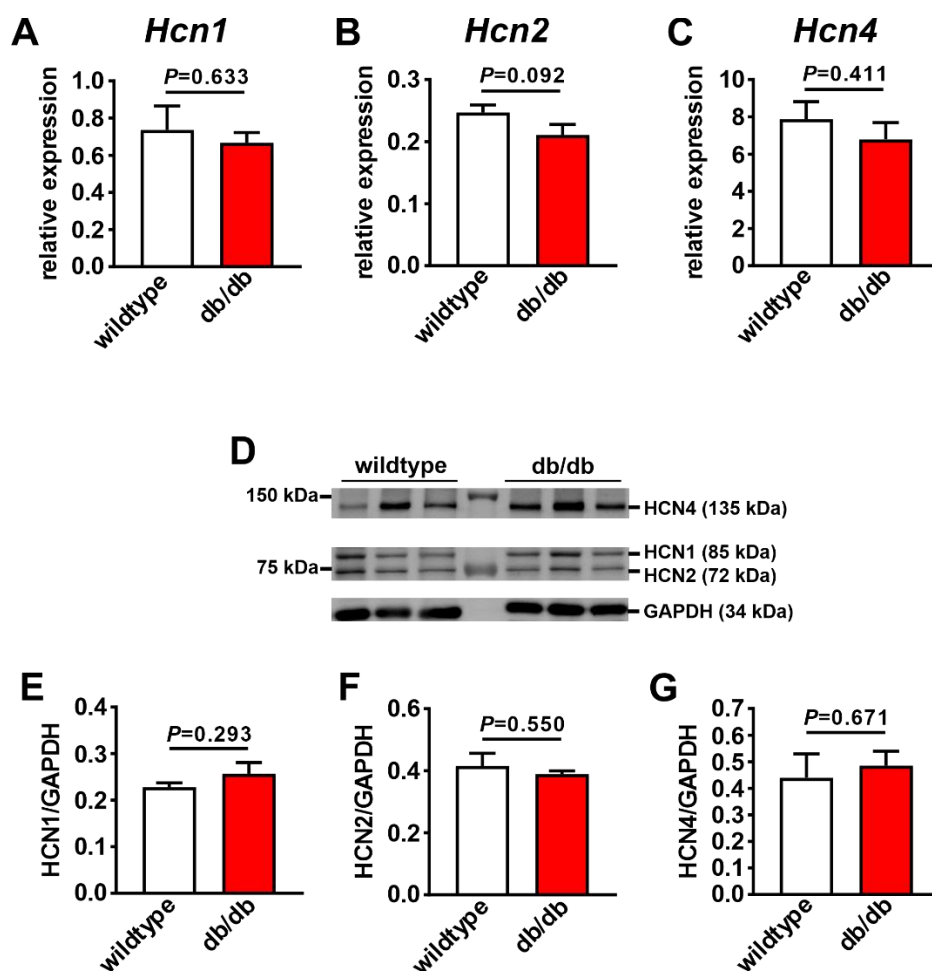 A
Hcn1
relative expression
1.0
0.8
0.6
0.4
0.2
0.0
P=0.633
wildtype
db/db
B
Hcn2
relative expression
0.3
0.2
0.1
0.0
P=0.092
wildtype
db/db
C
Hcn4
relative expression
10
8
6
4
2
0
P=0.411
wildtype
db/db
D
wildtype
db/db
150 kDa
HCN4 (135 kDa)
75 kDa
HCN1 (85 kDa)
HCN2 (72 kDa)
GAPDH (34 kDa)
E
HCN1/GAPDH
0.4
0.3
0.2
0.1
0.0
P=0.293
wildtype
db/db
F
HCN2/GAPDH
0.6
0.4
0.2
0.0
P=0.550
wildtype
db/db
G
HCN4/GAPDH
0.7
0.6
0.5
0.4
0.3
0.2
0.1
0.0
P=0.671
wildtype
db/db